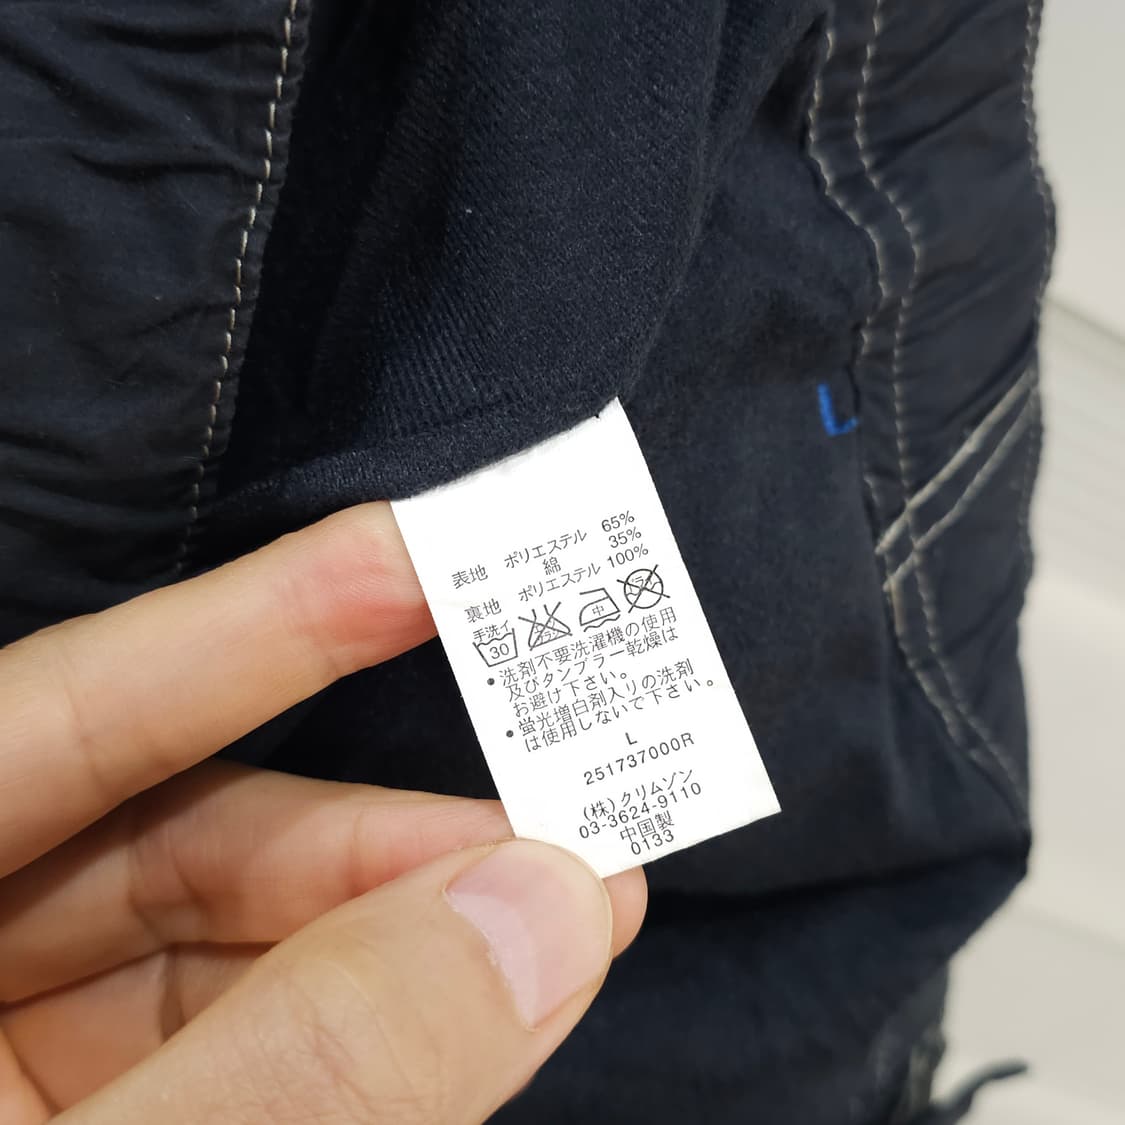 L
表地 ポリエステル 65%
綿 35%
裏地 ポリエステル 100%
手洗イ
30
中
ドライ
・洗剤不要洗濯機の使用
及びタンブラー乾燥は
お避け下さい。
・蛍光増白剤入りの洗剤
は使用しないで下さい。
L
251737000R
(株)クリムゾン
03-3624-9110
中国製
0133